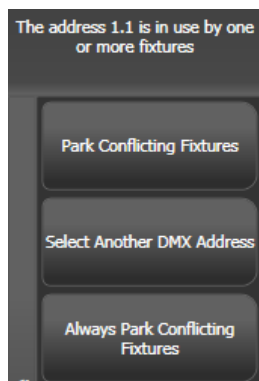 The address 1.1 is in use by one
or more fixtures
Park Conflicting Fixtures
Select Another DMX Address
Always Park Conflicting
Fixtures